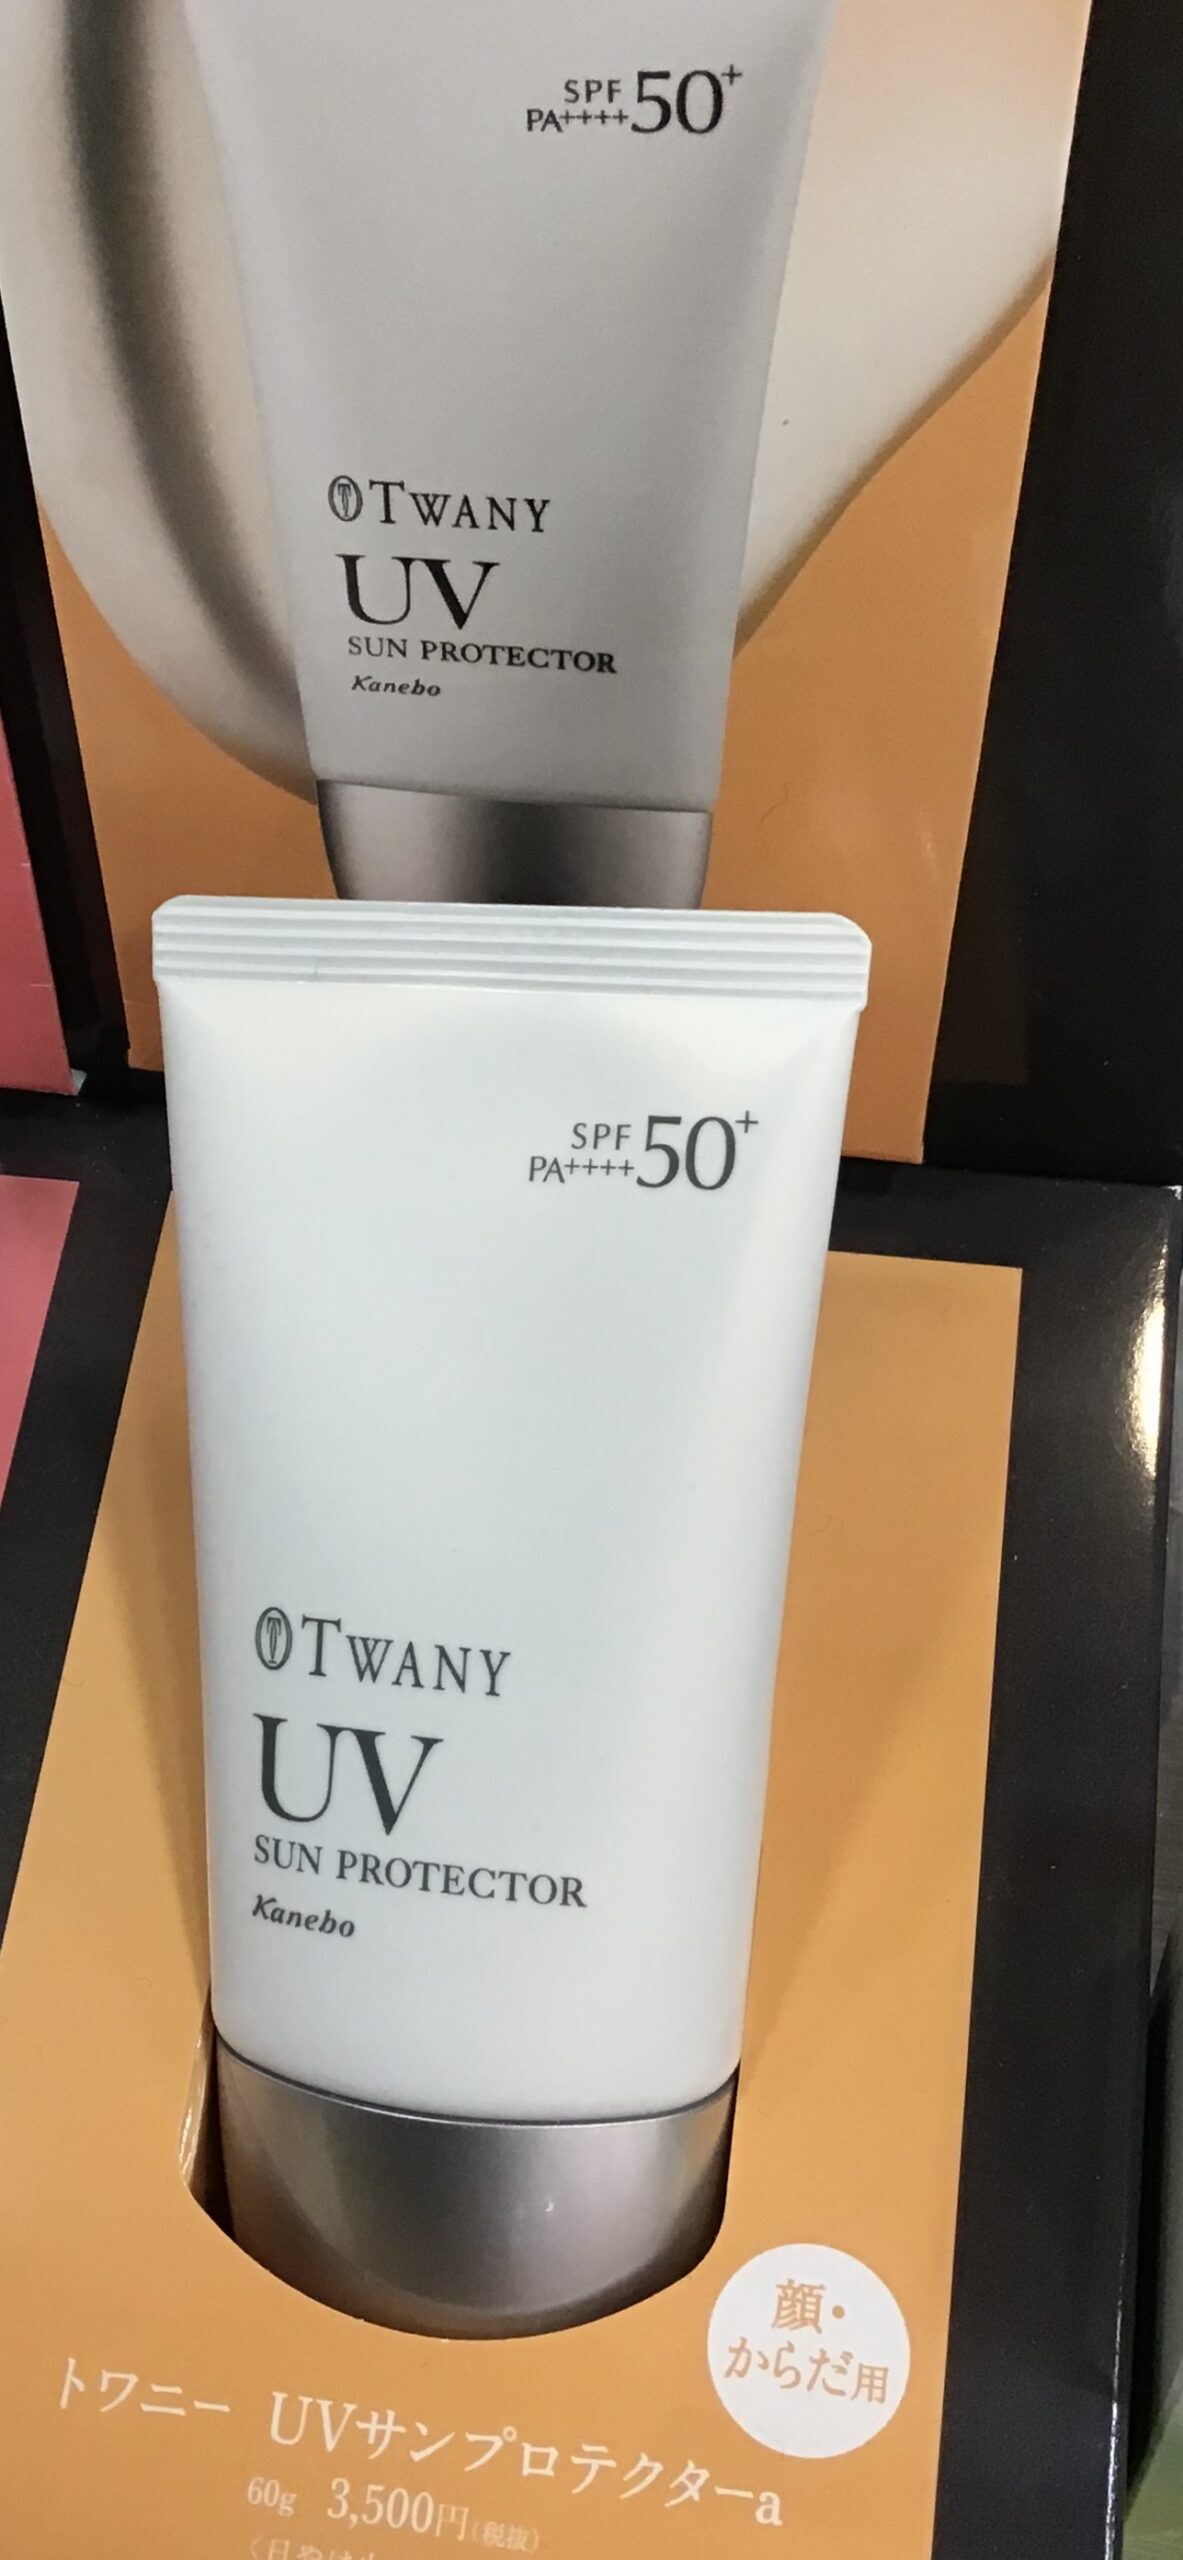 SPF 50+
PA++++
TWANY
UV
SUN PROTECTOR
Kanebo
SPF 50+
PA++++
TWANY
UV
SUN PROTECTOR
Kanebo
顔・
からだ用
トワニー UVサンプロテクターa
60g 3,500円(税抜)